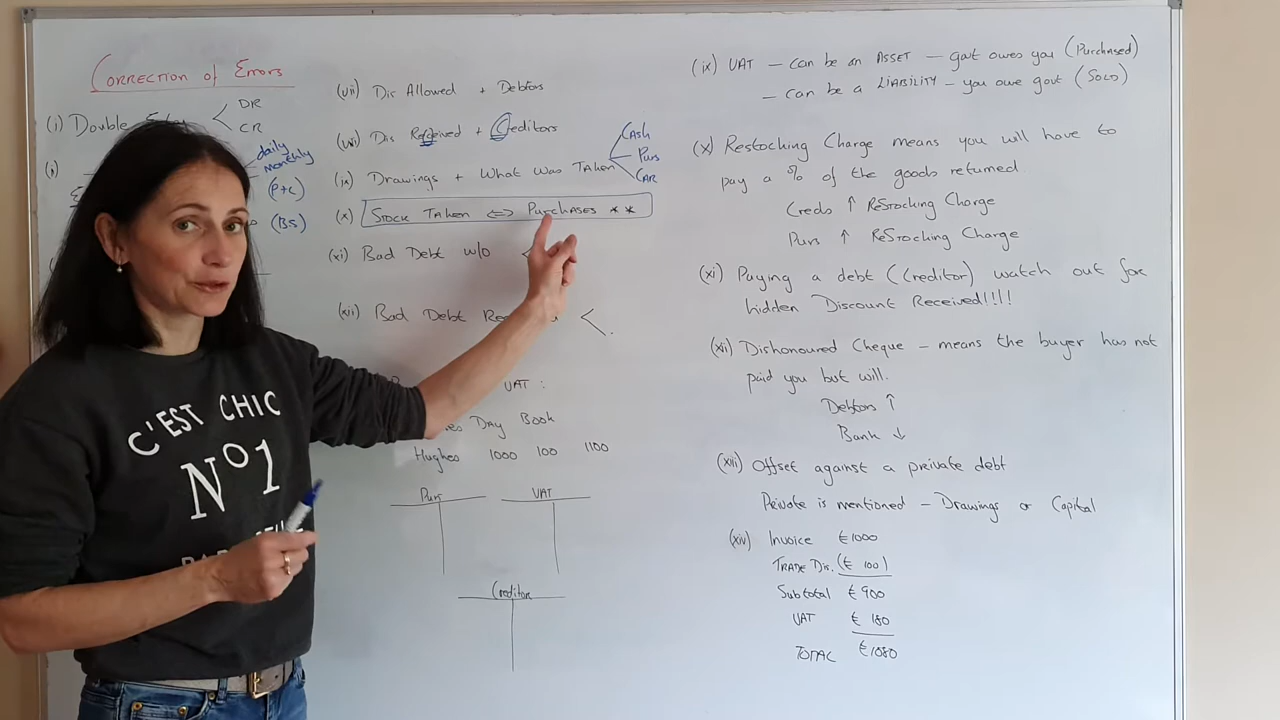 Correction of Errors
(i) Double
DR
CR
daily
monthly
(P+L)
(BS)
(vii) Dis Allowed + Debtors
(viii) Dis Received + Creditors
(ix) Drawings + What Was Taken
Cash
Purs
CAR
(x) Stock Taken ⇔ Purchases **
(xi) Bad Debt w/o
(xii) Bad Debt
VAT :
Day Book
Hughes 1000 100 1100
Purs
VAT
Creditor
(ix) VAT – can be an ASSET – govt owes you (Purchased)
– can be a LIABILITY – you owe govt (Sold)
(x) Restocking Charge means you will have to
pay a % of the goods returned.
Creds ↑ Restocking Charge
Purs ↑ Restocking Charge
(xi) Paying a debt ((reditor) watch out for
hidden Discount Received!!!!
(xii) Dishonoured Cheque – means the buyer has not
paid you but will.
Debtors ↑
Bank ↓
(xiii) Offset against a private debt
Private is mentioned – Drawings or Capital
(xiv) Invoice €1000
TRADE Dis. (€ 100)
Subtotal €900
VAT € 180
TOTAL €1080
C'EST CHIC
N°1